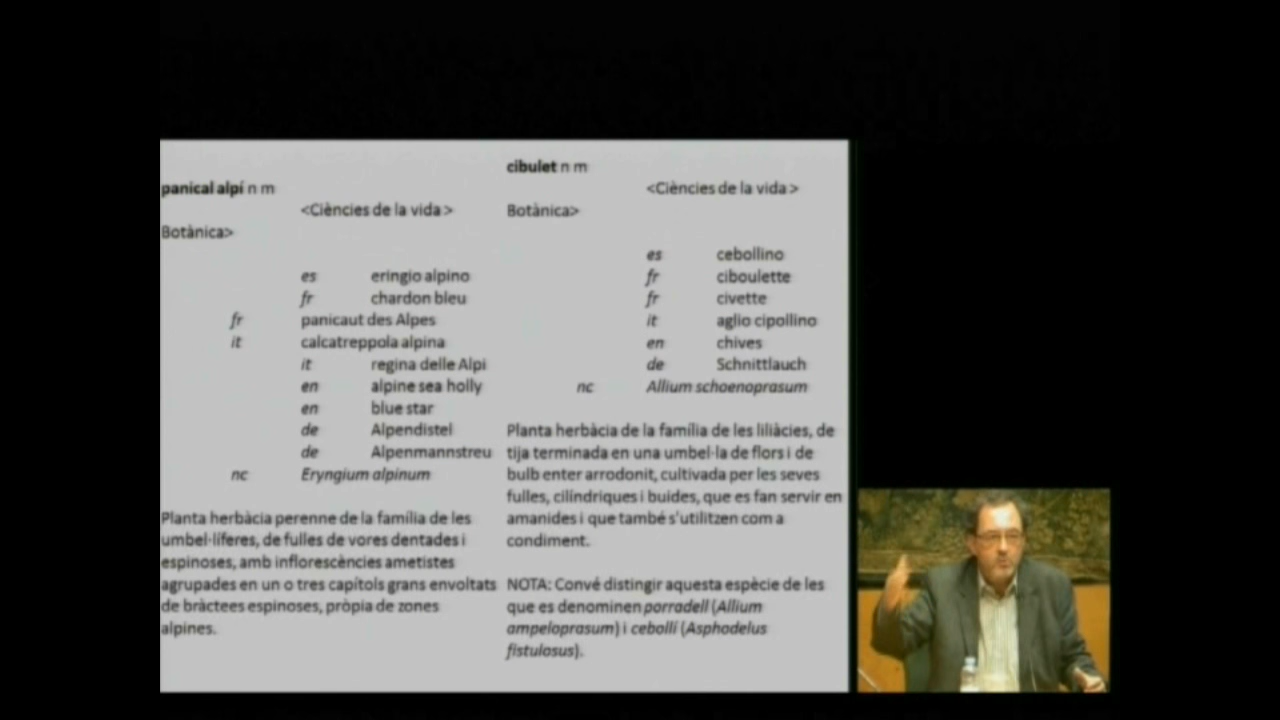 panical alpí n m
<Ciències de la vida >
Botànica>
es eringio alpino
fr chardon bleu
fr panicaut des Alpes
it calcatreppola alpina
it regina delle Alpi
en alpine sea holly
en blue star
de Alpendistel
de Alpenmannstreu
nc Eryngium alpinum
Planta herbàcia perenne de la família de les
umbel·líferes, de fulles de vores dentades i
espinoses, amb inflorescències ametistes
agrupades en un o tres capítols grans envoltats
de bràctees espinoses, pròpia de zones
alpines.
cibulet n m
<Ciències de la vida >
Botànica>
es cebollino
fr ciboulette
fr civette
it aglio cipollino
en chives
de Schnittlauch
nc Allium schoenoprasum
Planta herbàcia de la família de les liliàcies, de
tija terminada en una umbel·la de flors i de
bulb enter arrodonit, cultivada per les seves
fulles, cilíndriques i buides, que es fan servir en
amanides i que també s'utilitzen com a
condiment.
NOTA: Convé distingir aquesta espècie de les
que es denominen porradell (Allium
ampeloprasum) i cebollí (Asphodelus
fistulosus).